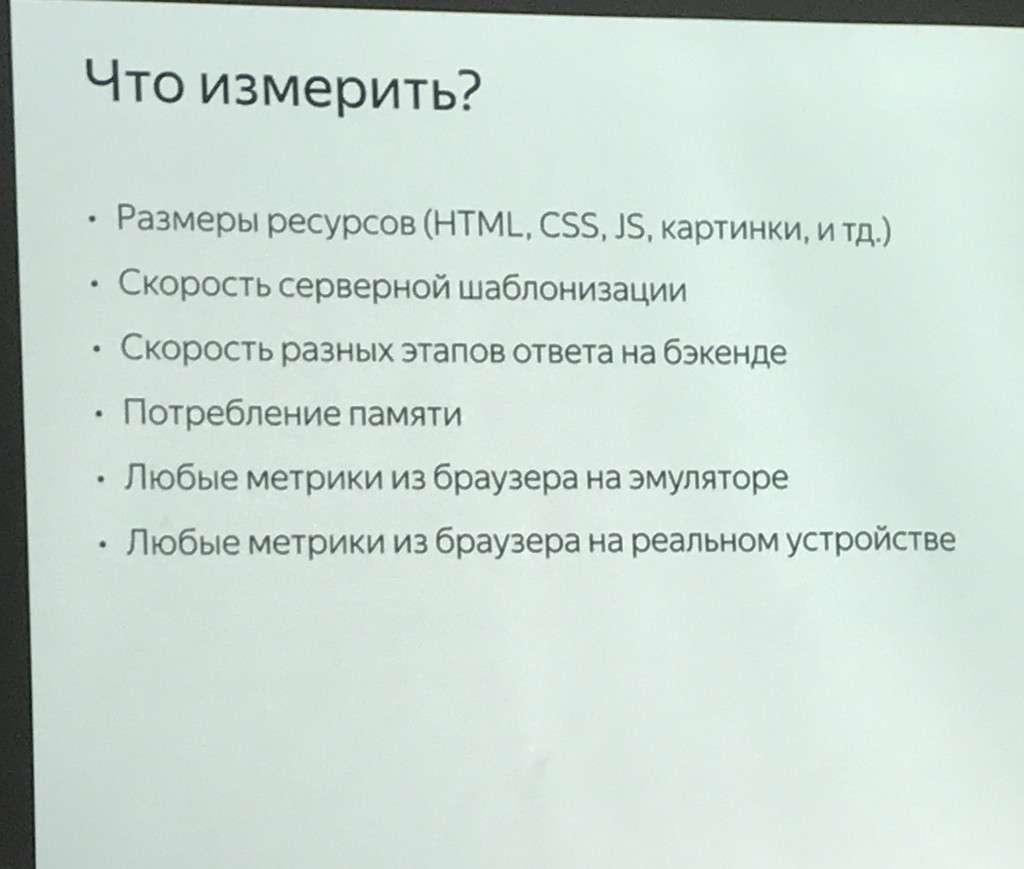 Что измерить?
• Размеры ресурсов (HTML, CSS, JS, картинки, и тд.)
• Скорость серверной шаблонизации
• Скорость разных этапов ответа на бэкенде
• Потребление памяти
• Любые метрики из браузера на эмуляторе
• Любые метрики из браузера на реальном устройстве